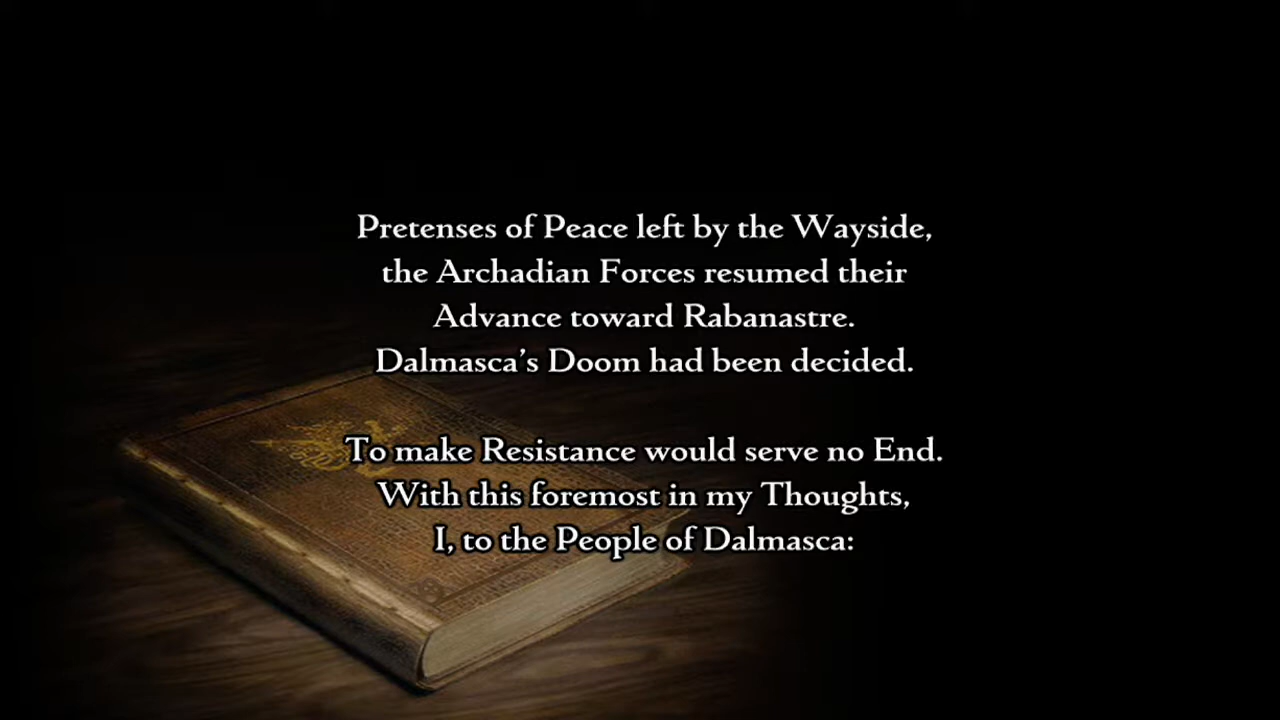 Pretenses of Peace left by the Wayside,
the Archadian Forces resumed their
Advance toward Rabanastre.
Dalmasca's Doom had been decided.
To make Resistance would serve no End.
With this foremost in my Thoughts,
I, to the People of Dalmasca: